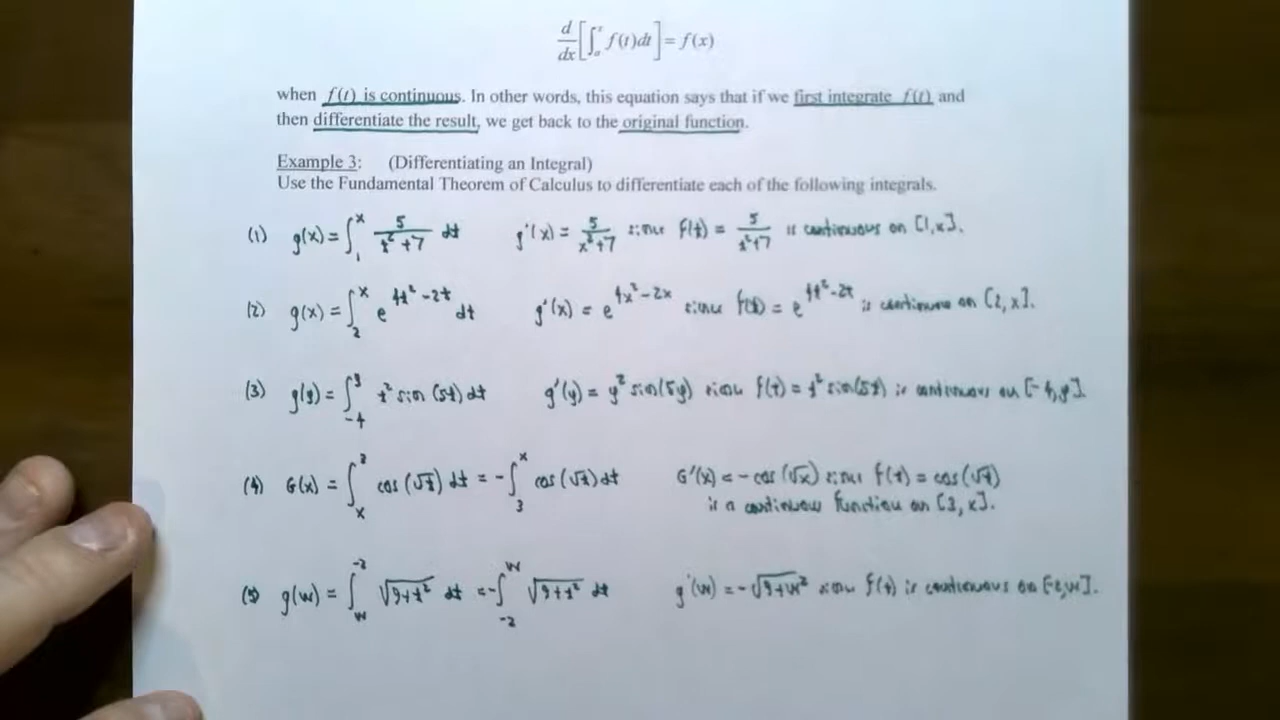 d/dx [∫ₐˣ f(t)dt] = f(x)
when f(t) is continuous. In other words, this equation says that if we first integrate f(t) and
then differentiate the result, we get back to the original function.
Example 3: (Differentiating an Integral)
Use the Fundamental Theorem of Calculus to differentiate each of the following integrals.
(1) g(x) = ∫₁ˣ 5/(t²+7) dt g'(x) = 5/(x²+7) since f(t) = 5/(t²+7) is continuous on [1,x].
(2) g(x) = ∫₂ˣ e^(4t²-2t) dt g'(x) = e^(4x²-2x) since f(t) = e^(4t²-2t) is continuous on [2,x].
(3) g(y) = ∫₋₄ʸ t² sin(5t) dt g'(y) = y² sin(5y) since f(t) = t² sin(5t) is continuous on [-4,y].
(4) G(x) = ∫ₓ³ cos(√t) dt = -∫₃ˣ cos(√t) dt G'(x) = -cos(√x) since f(t) = cos(√t)
is a continuous function on [3,x].
(5) g(w) = ∫_w^(-2) √(9+t²) dt = -∫₋₂ʷ √(9+t²) dt g'(w) = -√(9+w²) since f(t) is continuous on [-2,w].